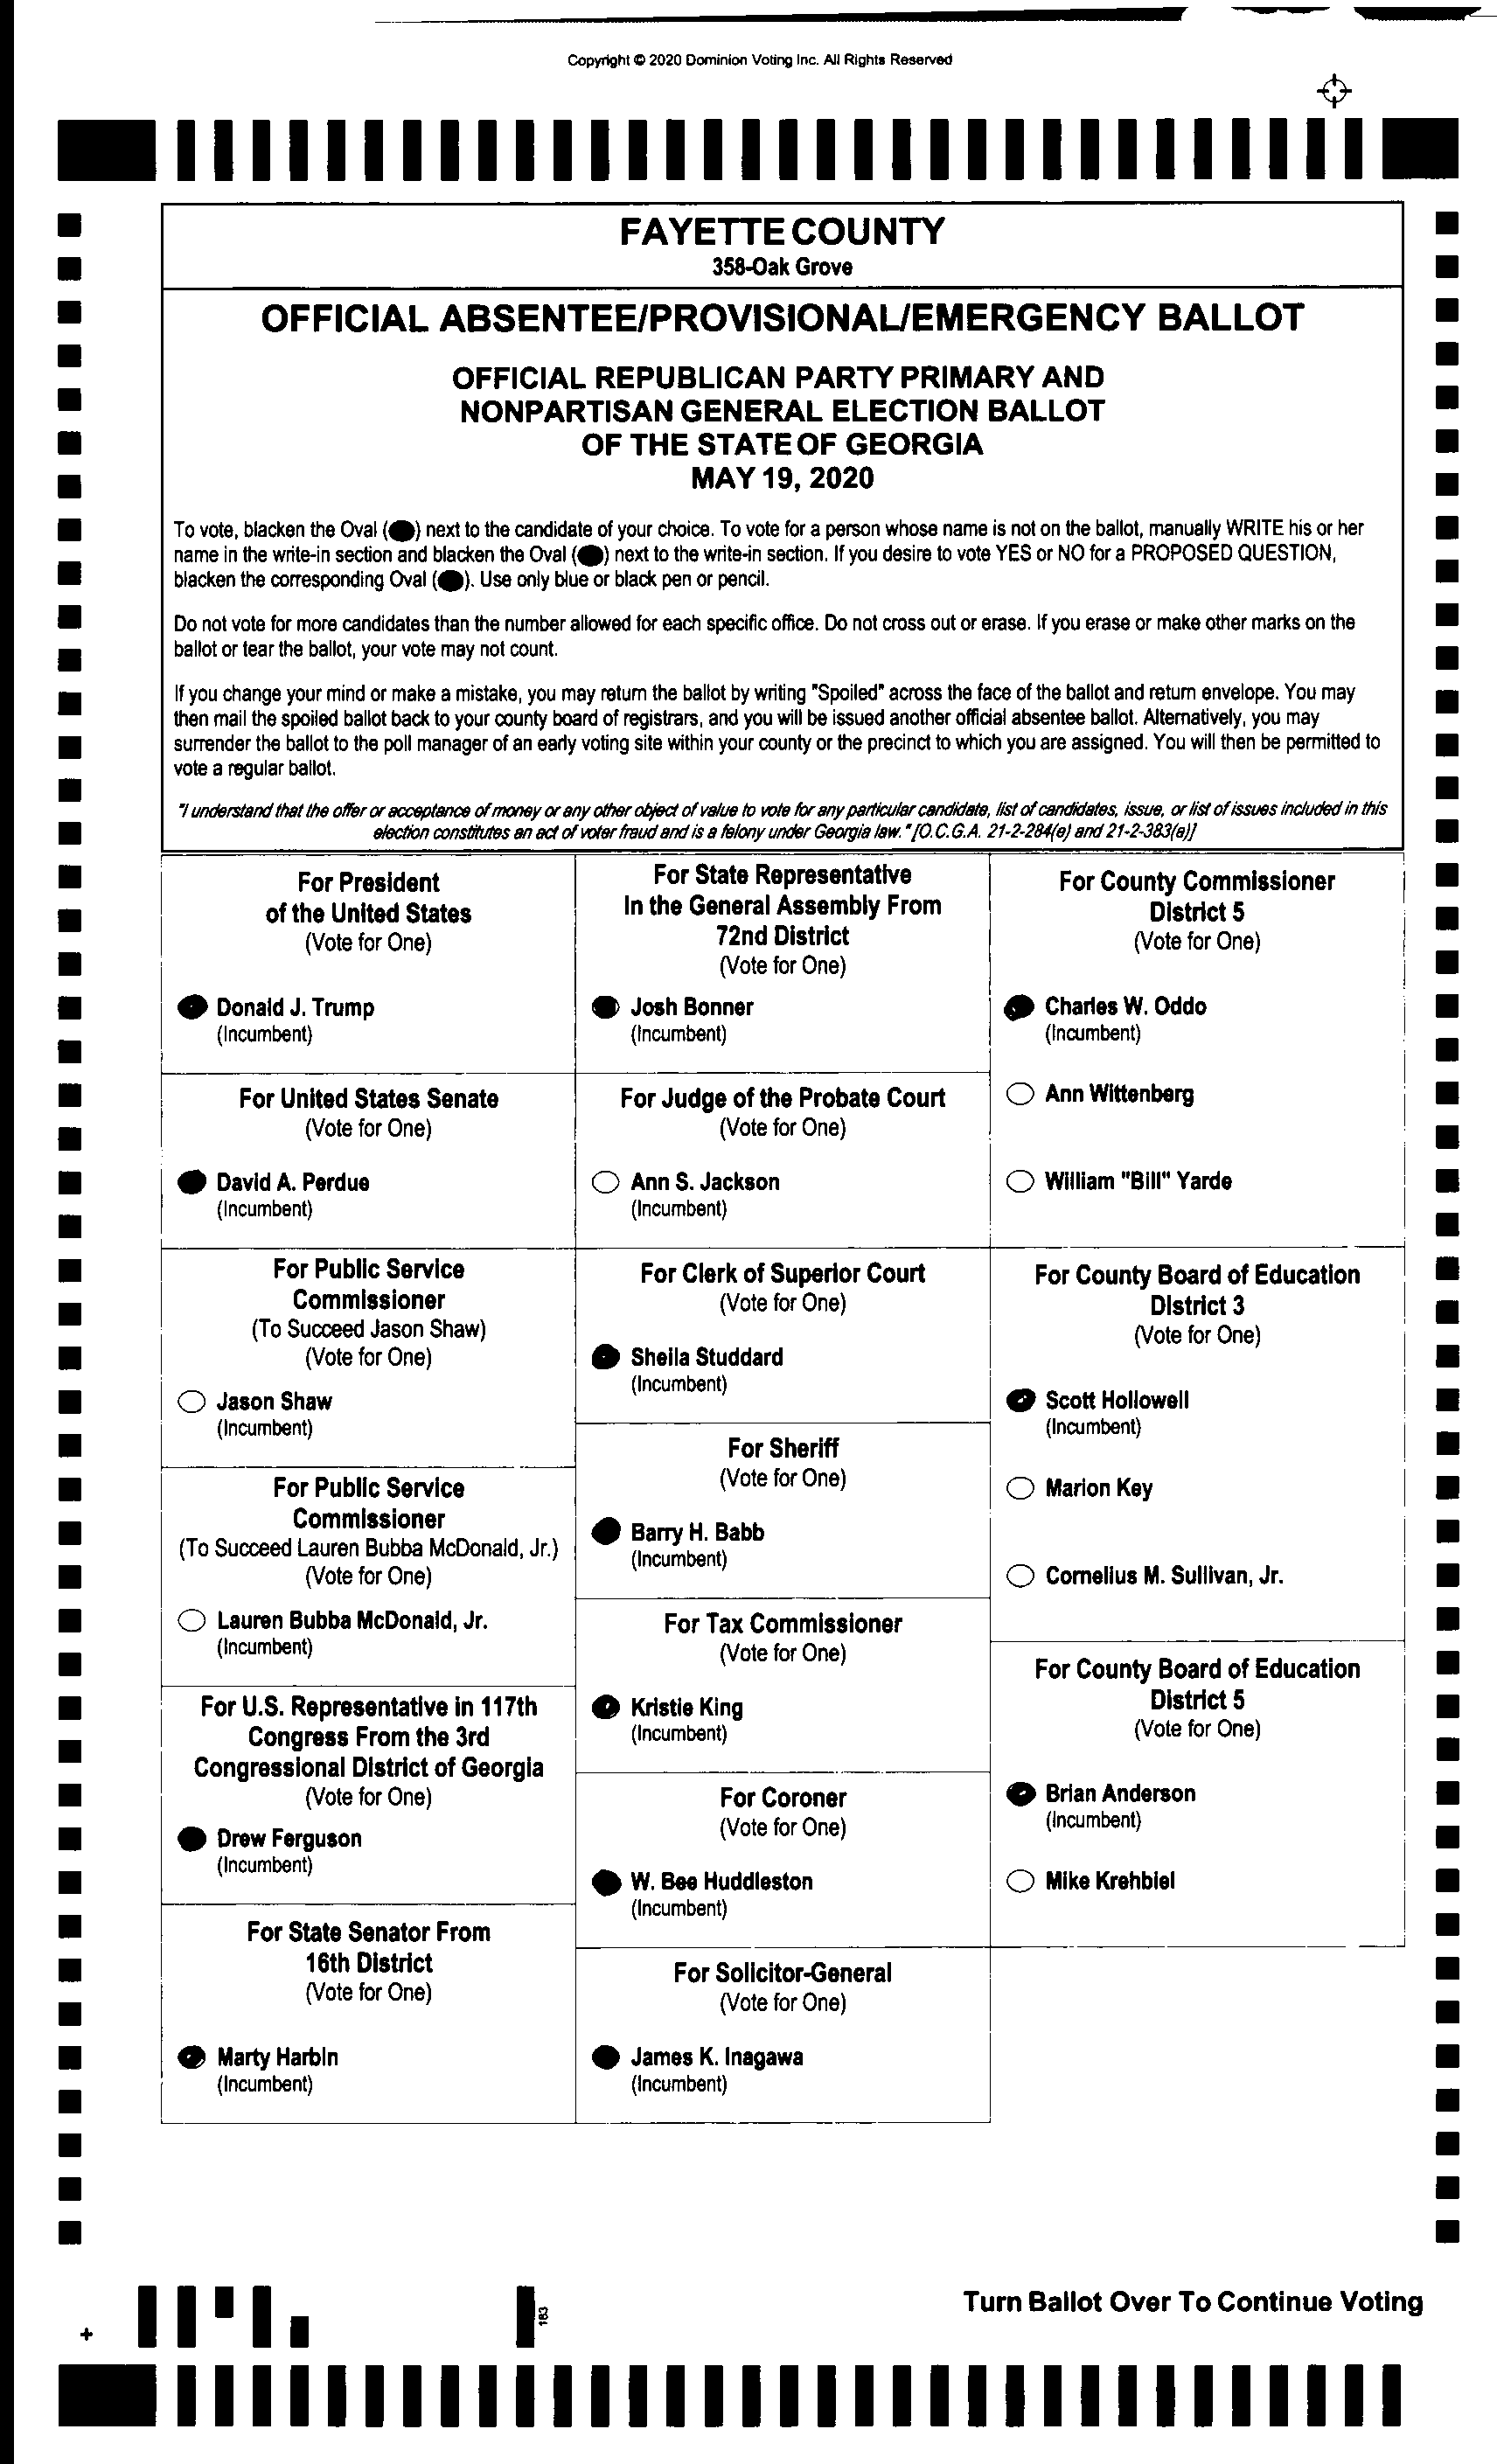 Copyright © 2020 Dominion Voting Inc. All Rights Reserved
FAYETTE COUNTY
358-Oak Grove
OFFICIAL ABSENTEE/PROVISIONAL/EMERGENCY BALLOT
OFFICIAL REPUBLICAN PARTY PRIMARY AND
NONPARTISAN GENERAL ELECTION BALLOT
OF THE STATE OF GEORGIA
MAY 19, 2020
To vote, blacken the Oval (⬬) next to the candidate of your choice. To vote for a person whose name is not on the ballot, manually WRITE his or her
name in the write-in section and blacken the Oval (⬬) next to the write-in section. If you desire to vote YES or NO for a PROPOSED QUESTION,
blacken the corresponding Oval (⬬). Use only blue or black pen or pencil.
Do not vote for more candidates than the number allowed for each specific office. Do not cross out or erase. If you erase or make other marks on the
ballot or tear the ballot, your vote may not count.
If you change your mind or make a mistake, you may return the ballot by writing "Spoiled" across the face of the ballot and return envelope. You may
then mail the spoiled ballot back to your county board of registrars, and you will be issued another official absentee ballot. Alternatively, you may
surrender the ballot to the poll manager of an early voting site within your county or the precinct to which you are assigned. You will then be permitted to
vote a regular ballot.
"I understand that the offer or acceptance of money or any other object of value to vote for any particular candidate, list of candidates, issue, or list of issues included in this
election constitutes an act of voter fraud and is a felony under Georgia law." [O.C.G.A. 21-2-284(e) and 21-2-383(a)]
For President
of the United States
(Vote for One)
Donald J. Trump
(Incumbent)
For United States Senate
(Vote for One)
David A. Perdue
(Incumbent)
For Public Service
Commissioner
(To Succeed Jason Shaw)
(Vote for One)
Jason Shaw
(Incumbent)
For Public Service
Commissioner
(To Succeed Lauren Bubba McDonald, Jr.)
(Vote for One)
Lauren Bubba McDonald, Jr.
(Incumbent)
For U.S. Representative in 117th
Congress From the 3rd
Congressional District of Georgia
(Vote for One)
Drew Ferguson
(Incumbent)
For State Senator From
16th District
(Vote for One)
Marty Harbin
(Incumbent)
For State Representative
In the General Assembly From
72nd District
(Vote for One)
Josh Bonner
(Incumbent)
For Judge of the Probate Court
(Vote for One)
Ann S. Jackson
(Incumbent)
For Clerk of Superior Court
(Vote for One)
Sheila Studdard
(Incumbent)
For Sheriff
(Vote for One)
Barry H. Babb
(Incumbent)
For Tax Commissioner
(Vote for One)
Kristie King
(Incumbent)
For Coroner
(Vote for One)
W. Bee Huddleston
(Incumbent)
For Solicitor-General
(Vote for One)
James K. Inagawa
(Incumbent)
For County Commissioner
District 5
(Vote for One)
Charles W. Oddo
(Incumbent)
Ann Wittenberg
William "Bill" Yarde
For County Board of Education
District 3
(Vote for One)
Scott Hollowell
(Incumbent)
Marion Key
Cornelius M. Sullivan, Jr.
For County Board of Education
District 5
(Vote for One)
Brian Anderson
(Incumbent)
Mike Krehbiel
183
Turn Ballot Over To Continue Voting